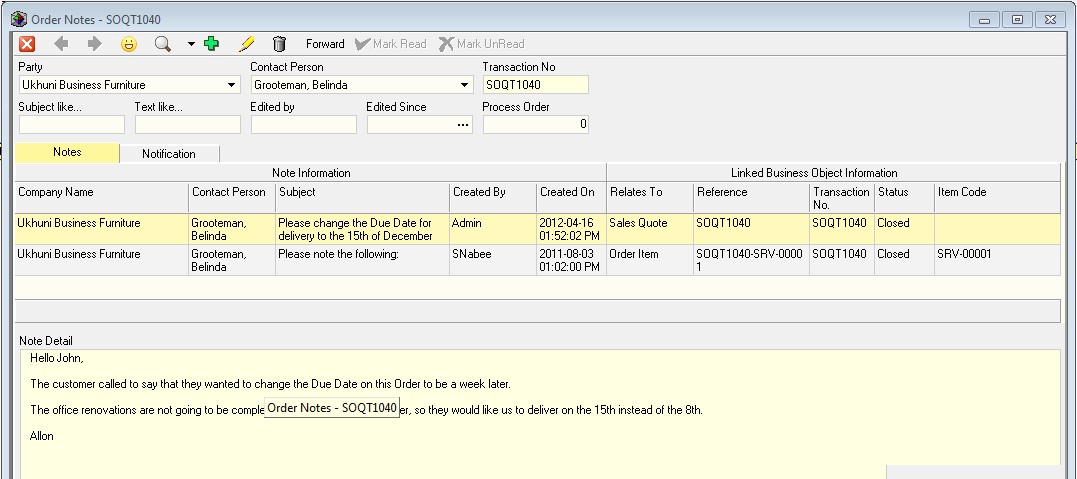 Order Notes - SOQT1040
Forward Mark Read Mark UnRead
Party Contact Person Transaction No
Ukhuni Business Furniture Grooteman, Belinda SOQT1040
Subject like... Text like... Edited by Edited Since Process Order
... 0
Notes Notification
Note Information Linked Business Object Information
Company Name Contact Person Subject Created By Created On Relates To Reference Transaction Status Item Code
No.
Ukhuni Business Furniture Grooteman, Please change the Due Date for Admin 2012-04-16 Sales Quote SOQT1040 SOQT1040 Closed
Belinda delivery to the 15th of December 01:52:02 PM
Ukhuni Business Furniture Grooteman, Please note the following: SNabee 2011-08-03 Order Item SOQT1040-SRV-0000 SOQT1040 Closed SRV-00001
Belinda 01:02:00 PM 1
Note Detail
Hello John,
The customer called to say that they wanted to change the Due Date on this Order to be a week later.
The office renovations are not going to be comple Order Notes - SOQT1040 er, so they would like us to deliver on the 15th instead of the 8th.
Allon